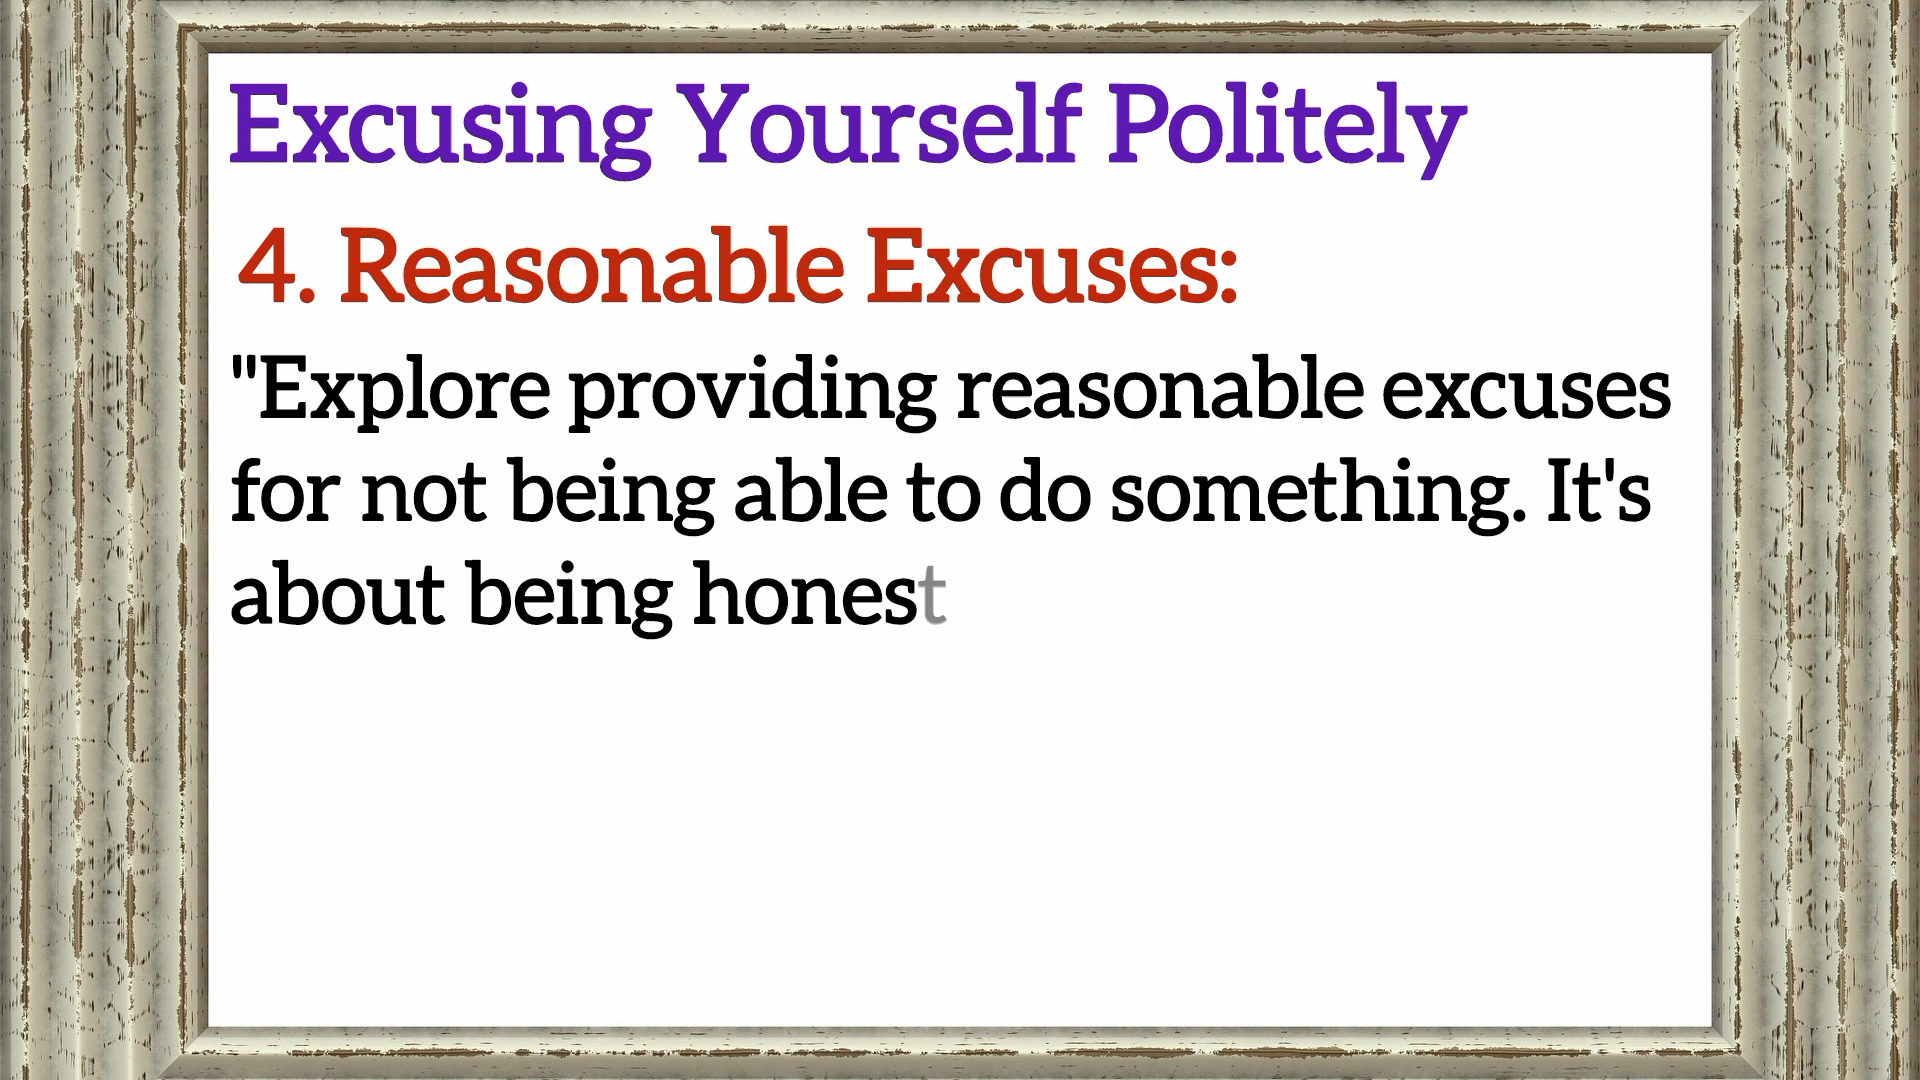 Excusing Yourself Politely
4. Reasonable Excuses:
"Explore providing reasonable excuses
for not being able to do something. It's
about being honest